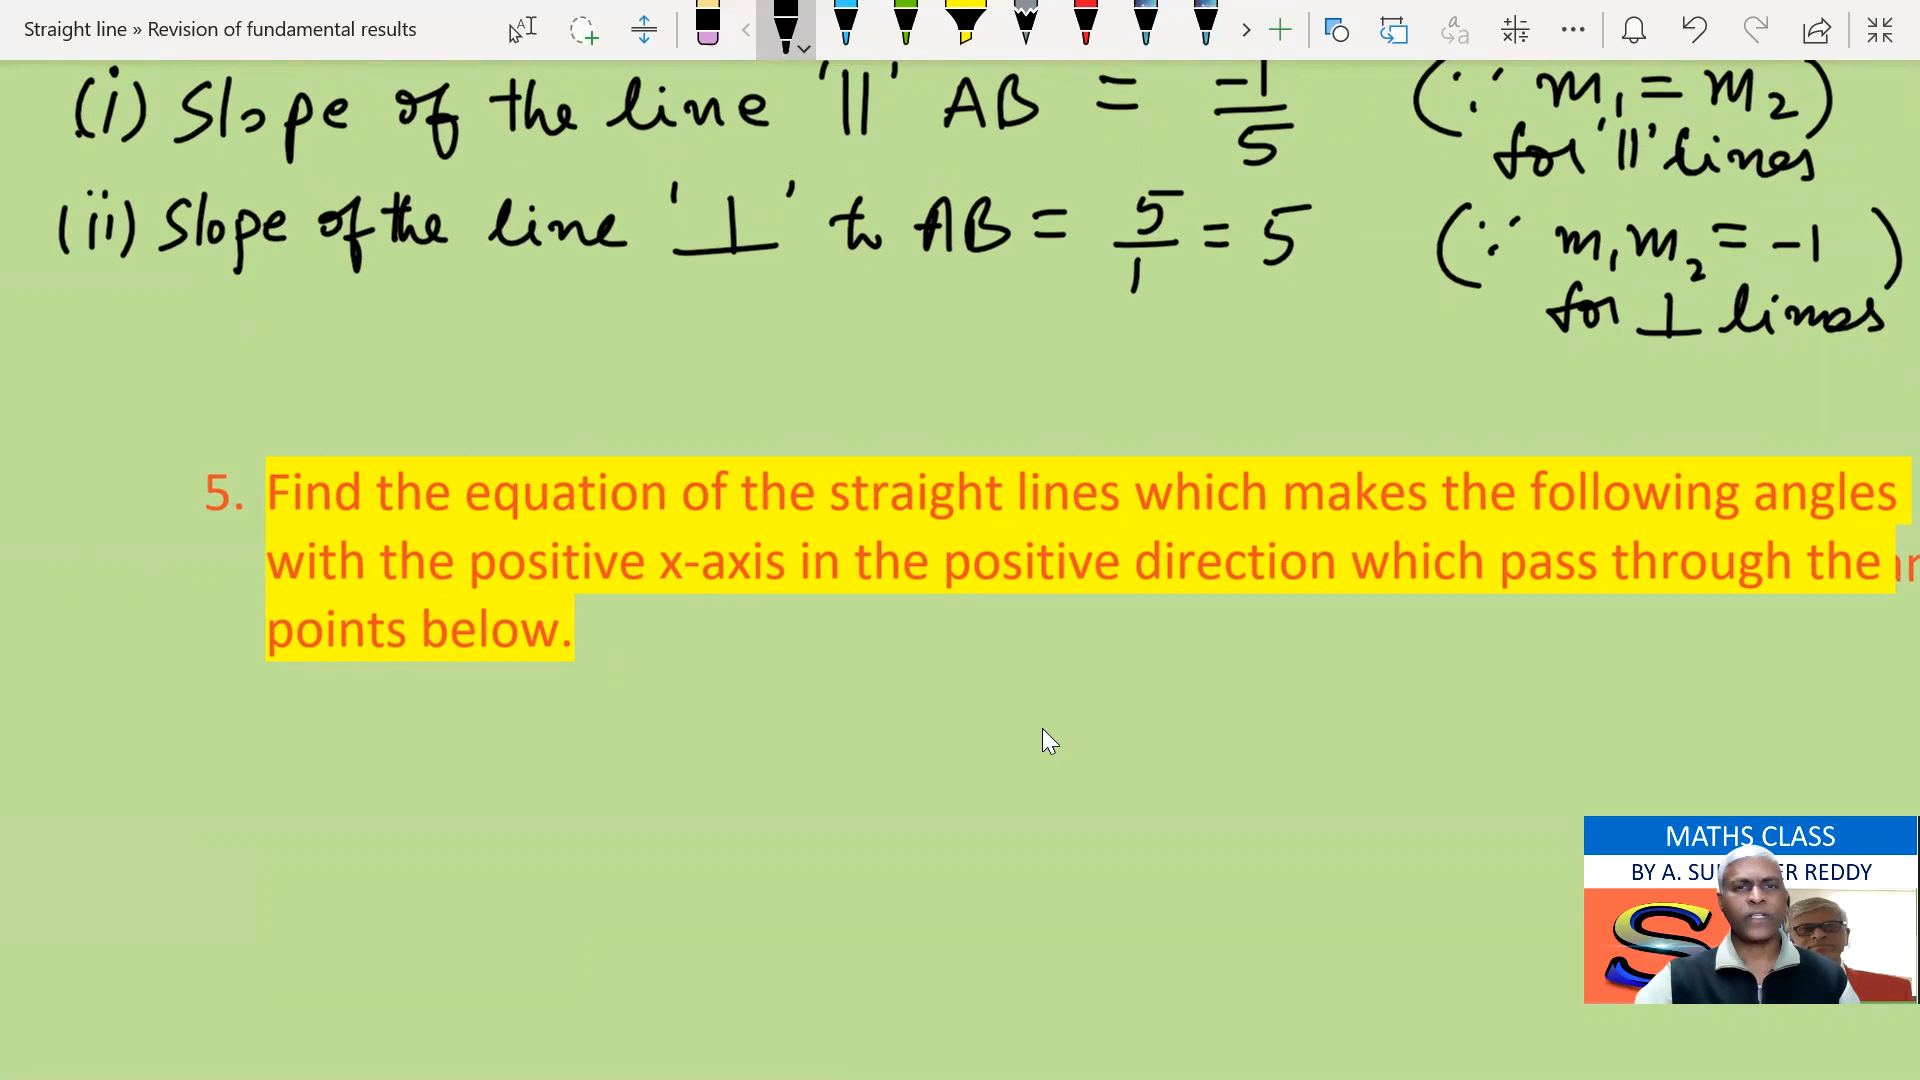 Straight line » Revision of fundamental results
(i) Slope of the line '||' AB = -1/5 (∵ m₁ = m₂)
for '||' lines
(ii) Slope of the line '⊥' to AB = 5/1 = 5 (∵ m₁m₂ = -1)
for ⊥ lines
5. Find the equation of the straight lines which makes the following angles
with the positive x-axis in the positive direction which pass through the
points below.
MATHS CLASS
BY A. SU ER REDDY
S